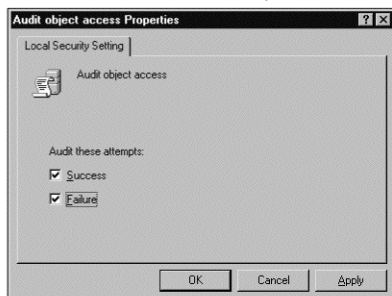 Audit object access Properties
Local Security Setting
Audit object access
Audit these attempts:
Success
Failure
OK Cancel Apply